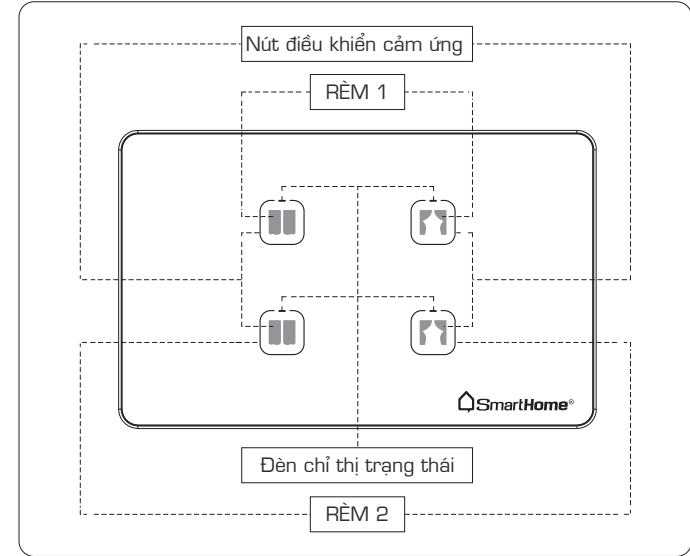 Nút điều khiển cảm ứng
RÈM 1
SmartHome®
Đèn chỉ thị trạng thái
RÈM 2